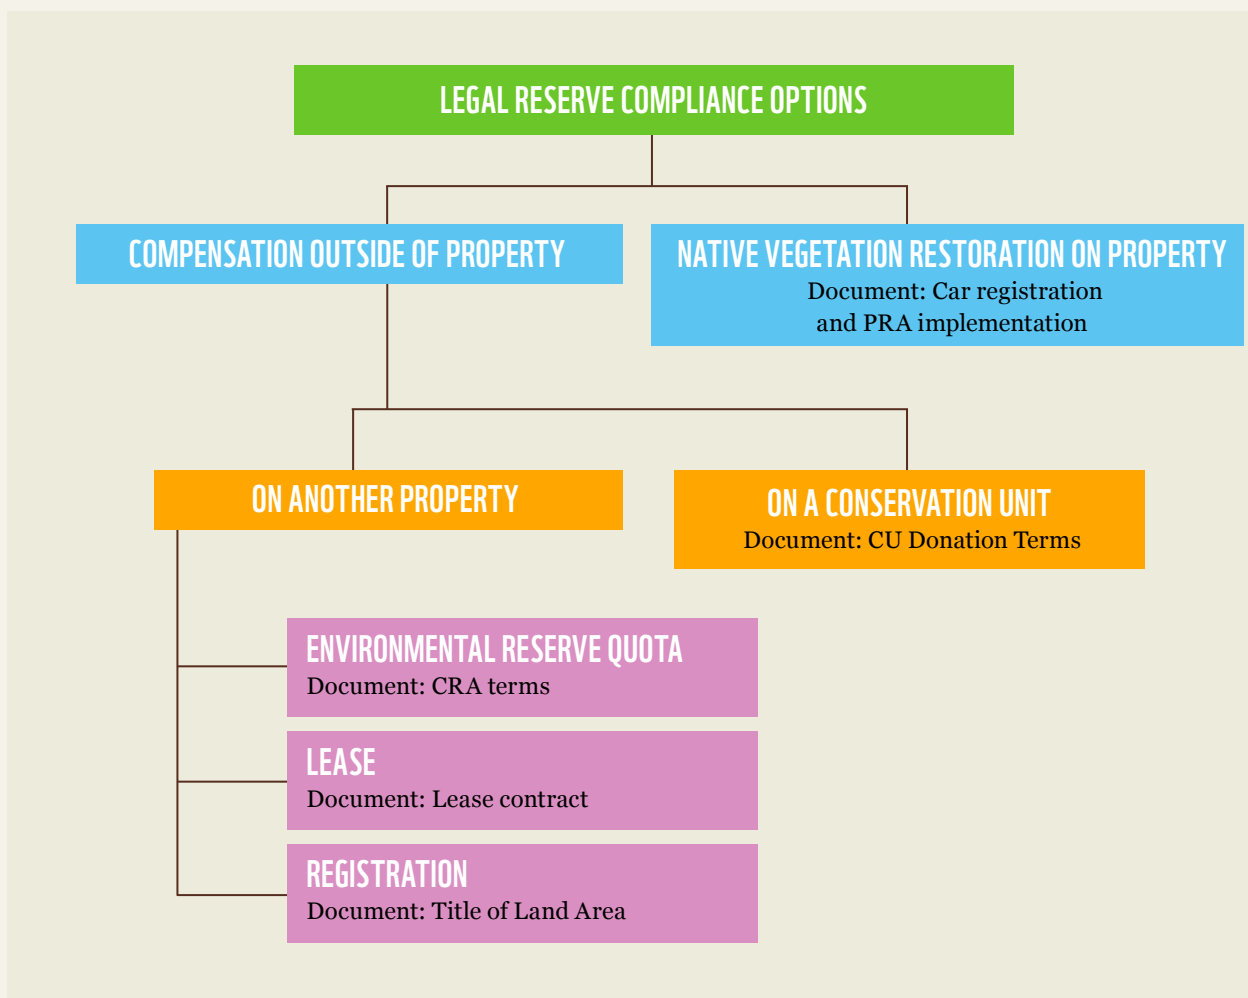 LEGAL RESERVE COMPLIANCE OPTIONS
COMPENSATION OUTSIDE OF PROPERTY
NATIVE VEGETATION RESTORATION ON PROPERTY
Document: Car registration
and PRA implementation
ON ANOTHER PROPERTY
ON A CONSERVATION UNIT
Document: CU Donation Terms
ENVIRONMENTAL RESERVE QUOTA
Document: CRA terms
LEASE
Document: Lease contract
REGISTRATION
Document: Title of Land Area